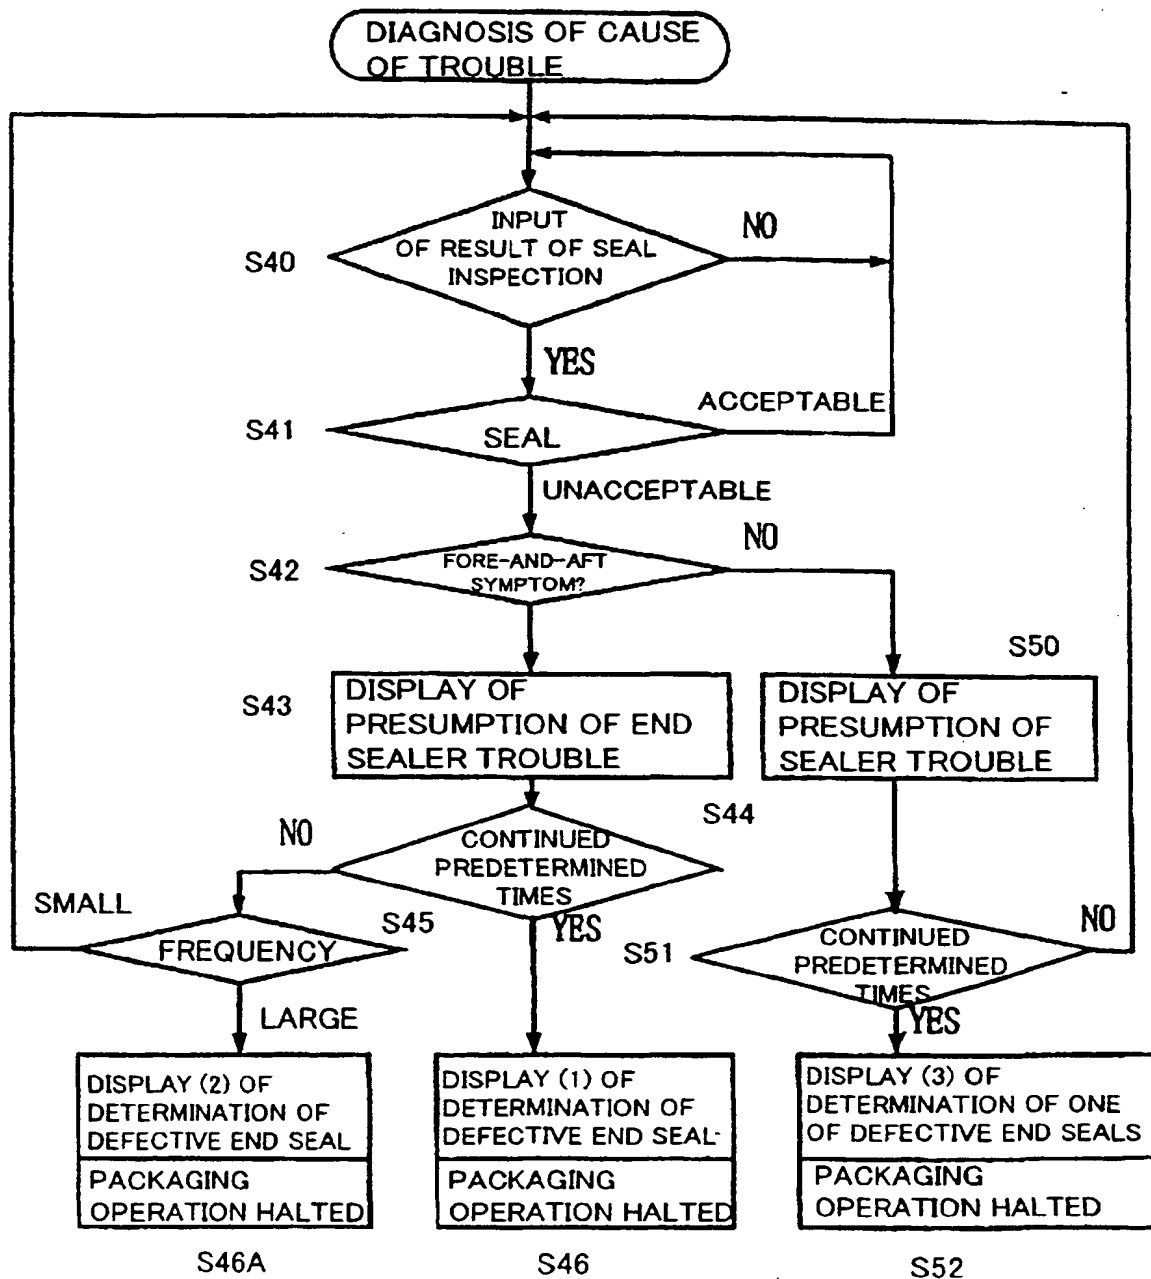 DIAGNOSIS OF CAUSE
OF TROUBLE
INPUT
OF RESULT OF SEAL
INSPECTION
NO
S40
YES
ACCEPTABLE
S41
SEAL
UNACCEPTABLE
NO
S42
FORE-AND-AFT
SYMPTOM?
S50
S43
DISPLAY OF
PRESUMPTION OF END
SEALER TROUBLE
DISPLAY OF
PRESUMPTION OF
SEALER TROUBLE
S44
NO
CONTINUED
PREDETERMINED
TIMES
SMALL
S45
YES
FREQUENCY
S51
NO
CONTINUED
PREDETERMINED
TIMES
YES
LARGE
DISPLAY (2) OF
DETERMINATION OF
DEFECTIVE END SEAL
PACKAGING
OPERATION HALTED
DISPLAY (1) OF
DETERMINATION OF
DEFECTIVE END SEAL
PACKAGING
OPERATION HALTED
DISPLAY (3) OF
DETERMINATION OF ONE
OF DEFECTIVE END SEALS
PACKAGING
OPERATION HALTED
S46A
S46
S52